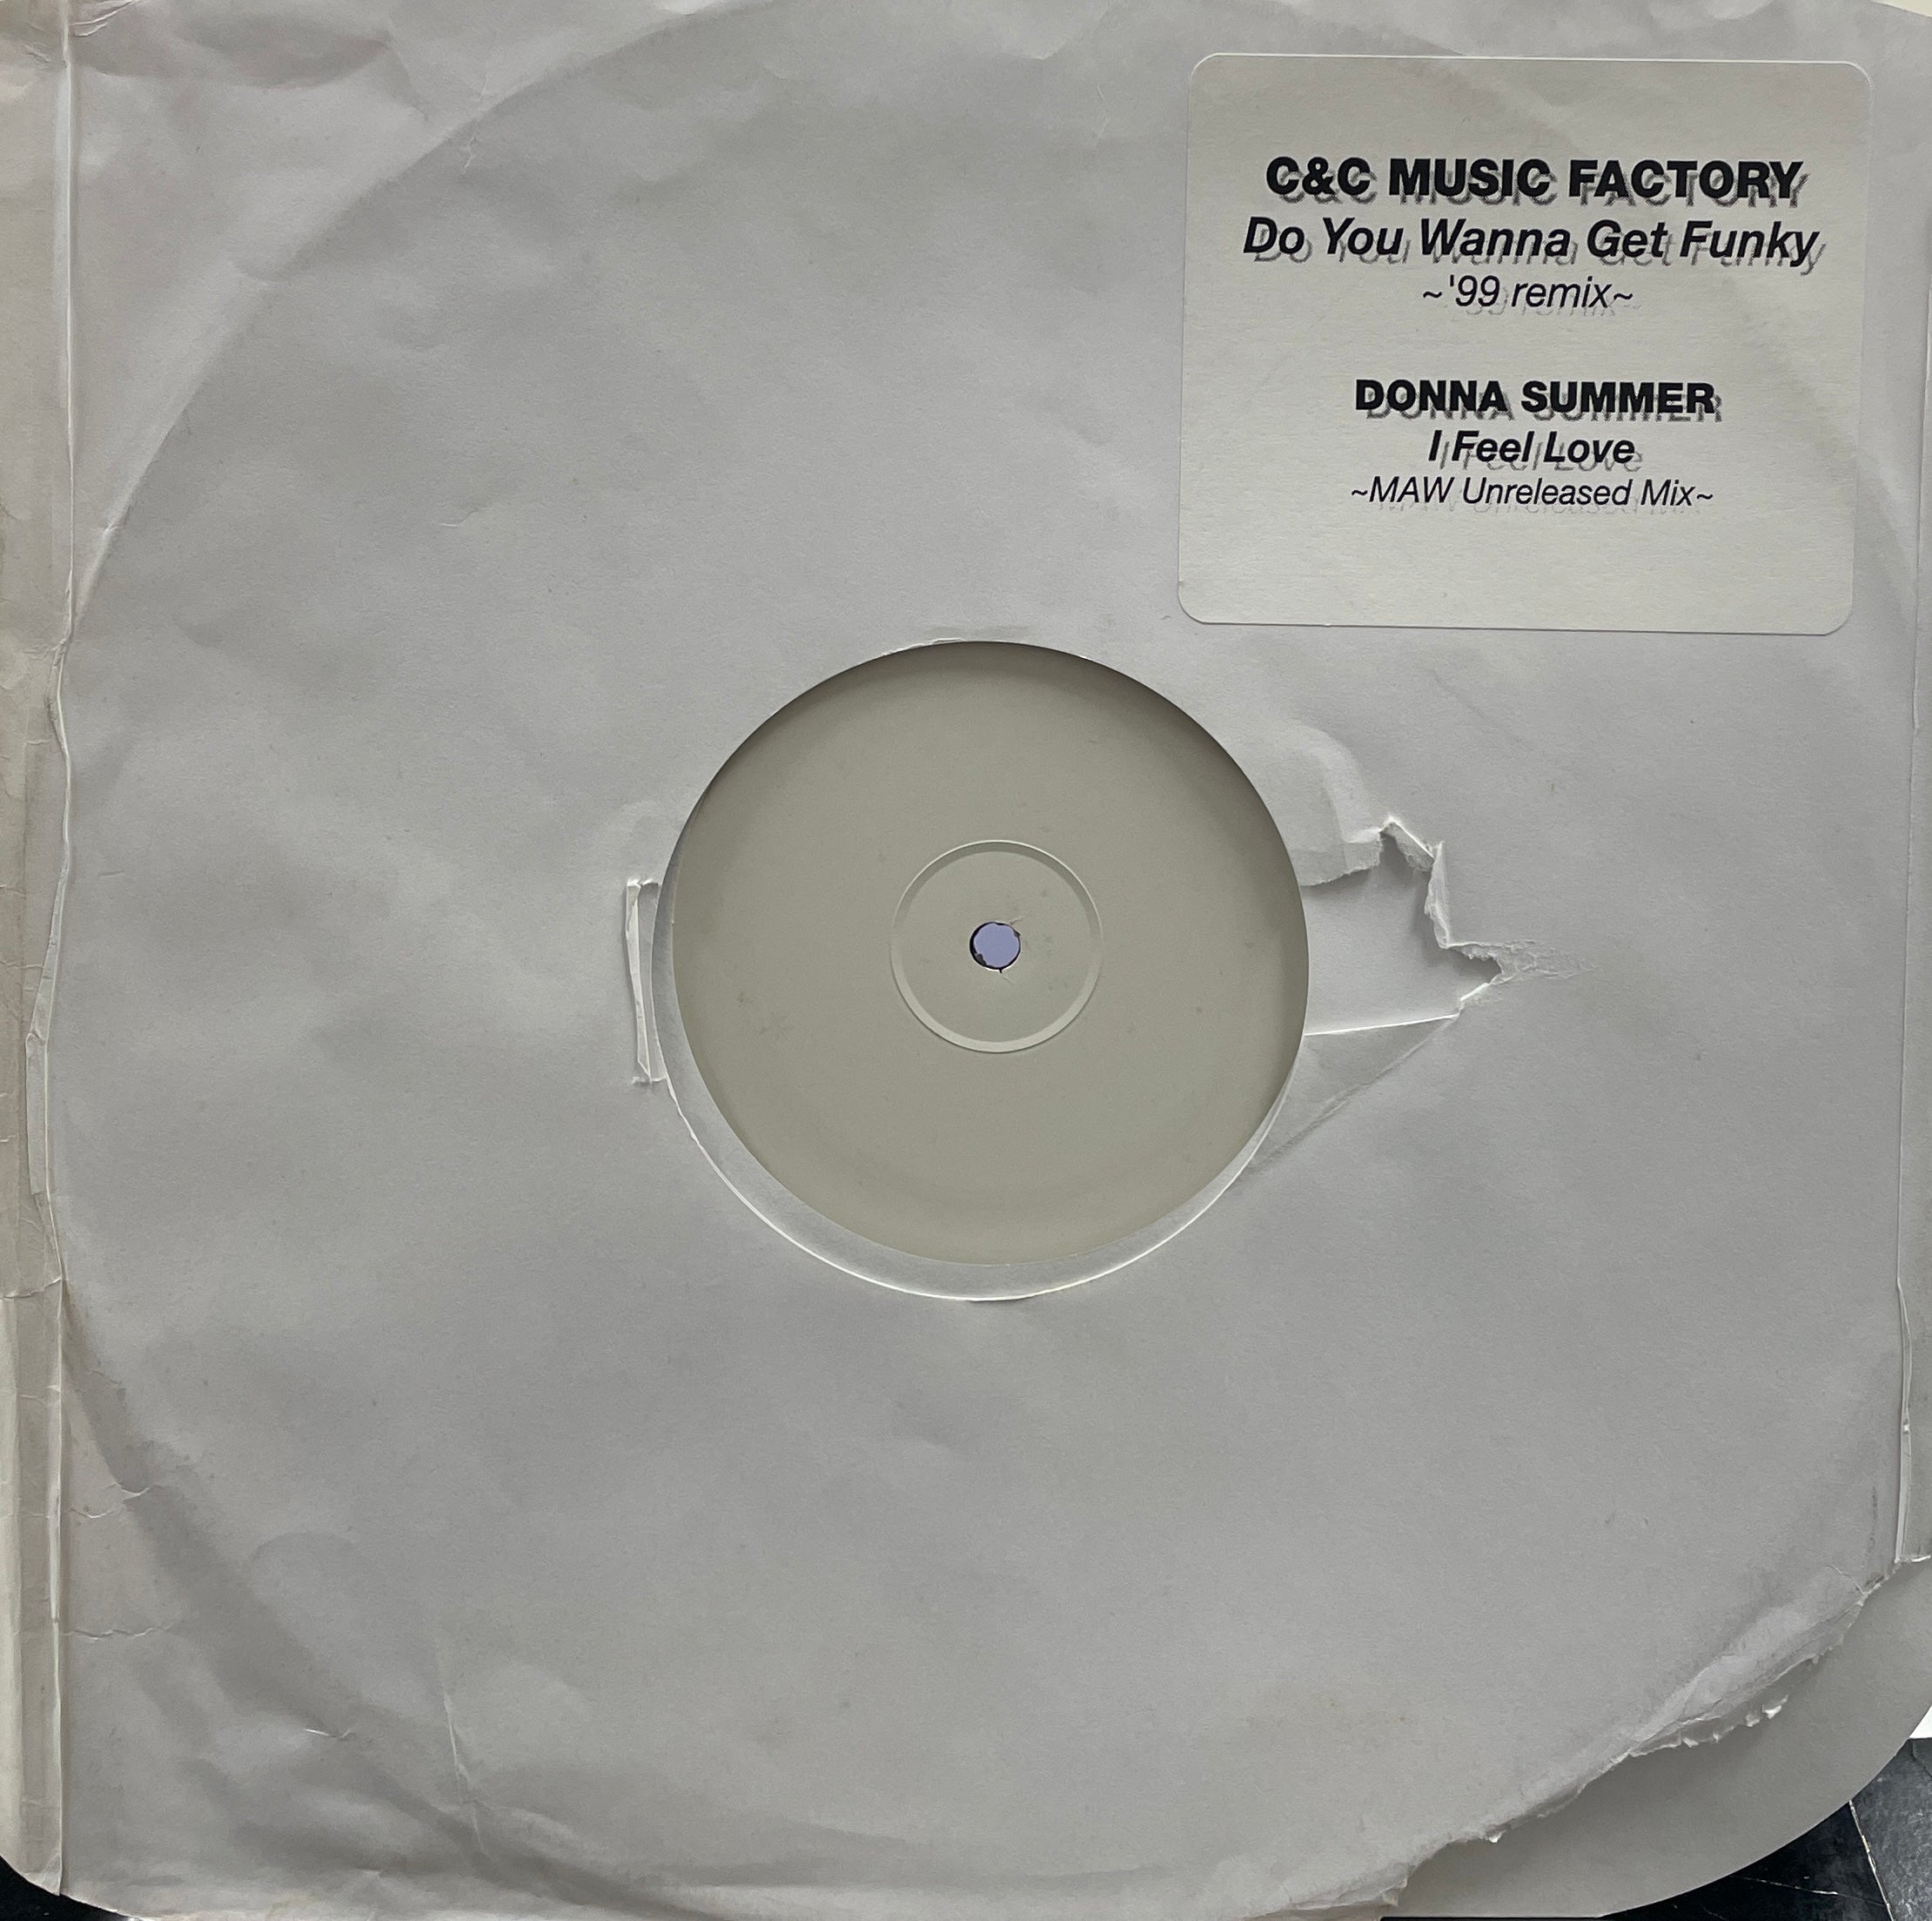 C&C MUSIC FACTORY
Do You Wanna Get Funky
~'99 remix~
DONNA SUMMER
I Feel Love
~MAW Unreleased Mix~